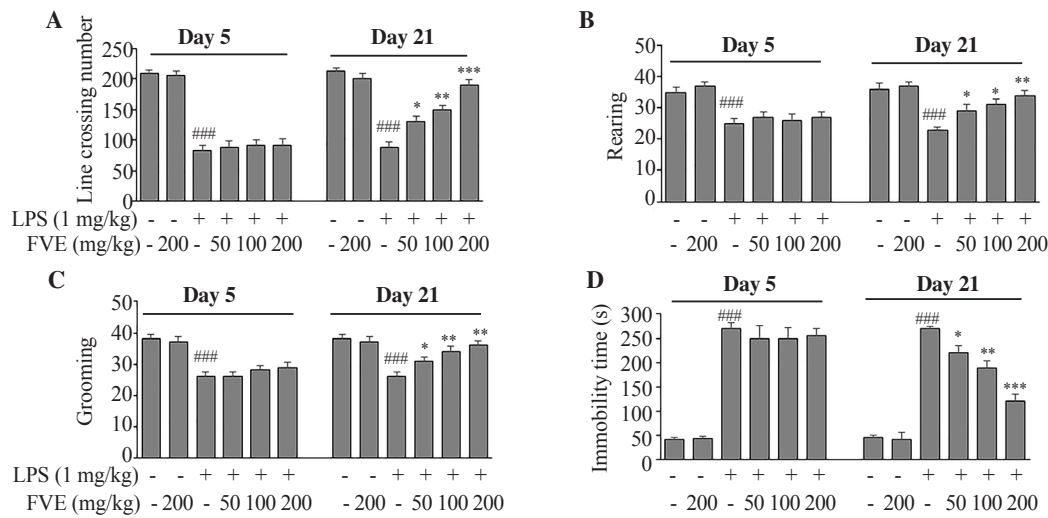 A
Day 5
Day 21
Line crossing number
250
200
150
100
50
0
###
###
*
**
***
LPS (1 mg/kg)
- - + + + + - - + + + +
FVE (mg/kg)
- 200 - 50 100 200 - 200 - 50 100 200
B
Day 5
Day 21
Rearing
50
40
30
20
10
0
###
###
*
*
**
- - + + + + - - + + + +
- 200 - 50 100 200 - 200 - 50 100 200
C
Day 5
Day 21
Grooming
50
40
30
20
10
0
###
###
*
**
**
LPS (1 mg/kg)
- - + + + + - - + + + +
FVE (mg/kg)
- 200 - 50 100 200 - 200 - 50 100 200
D
Day 5
Day 21
Immobility time (s)
300
250
200
150
100
50
0
###
###
*
**
***
- - + + + + - - + + + +
- 200 - 50 100 200 - 200 - 50 100 200